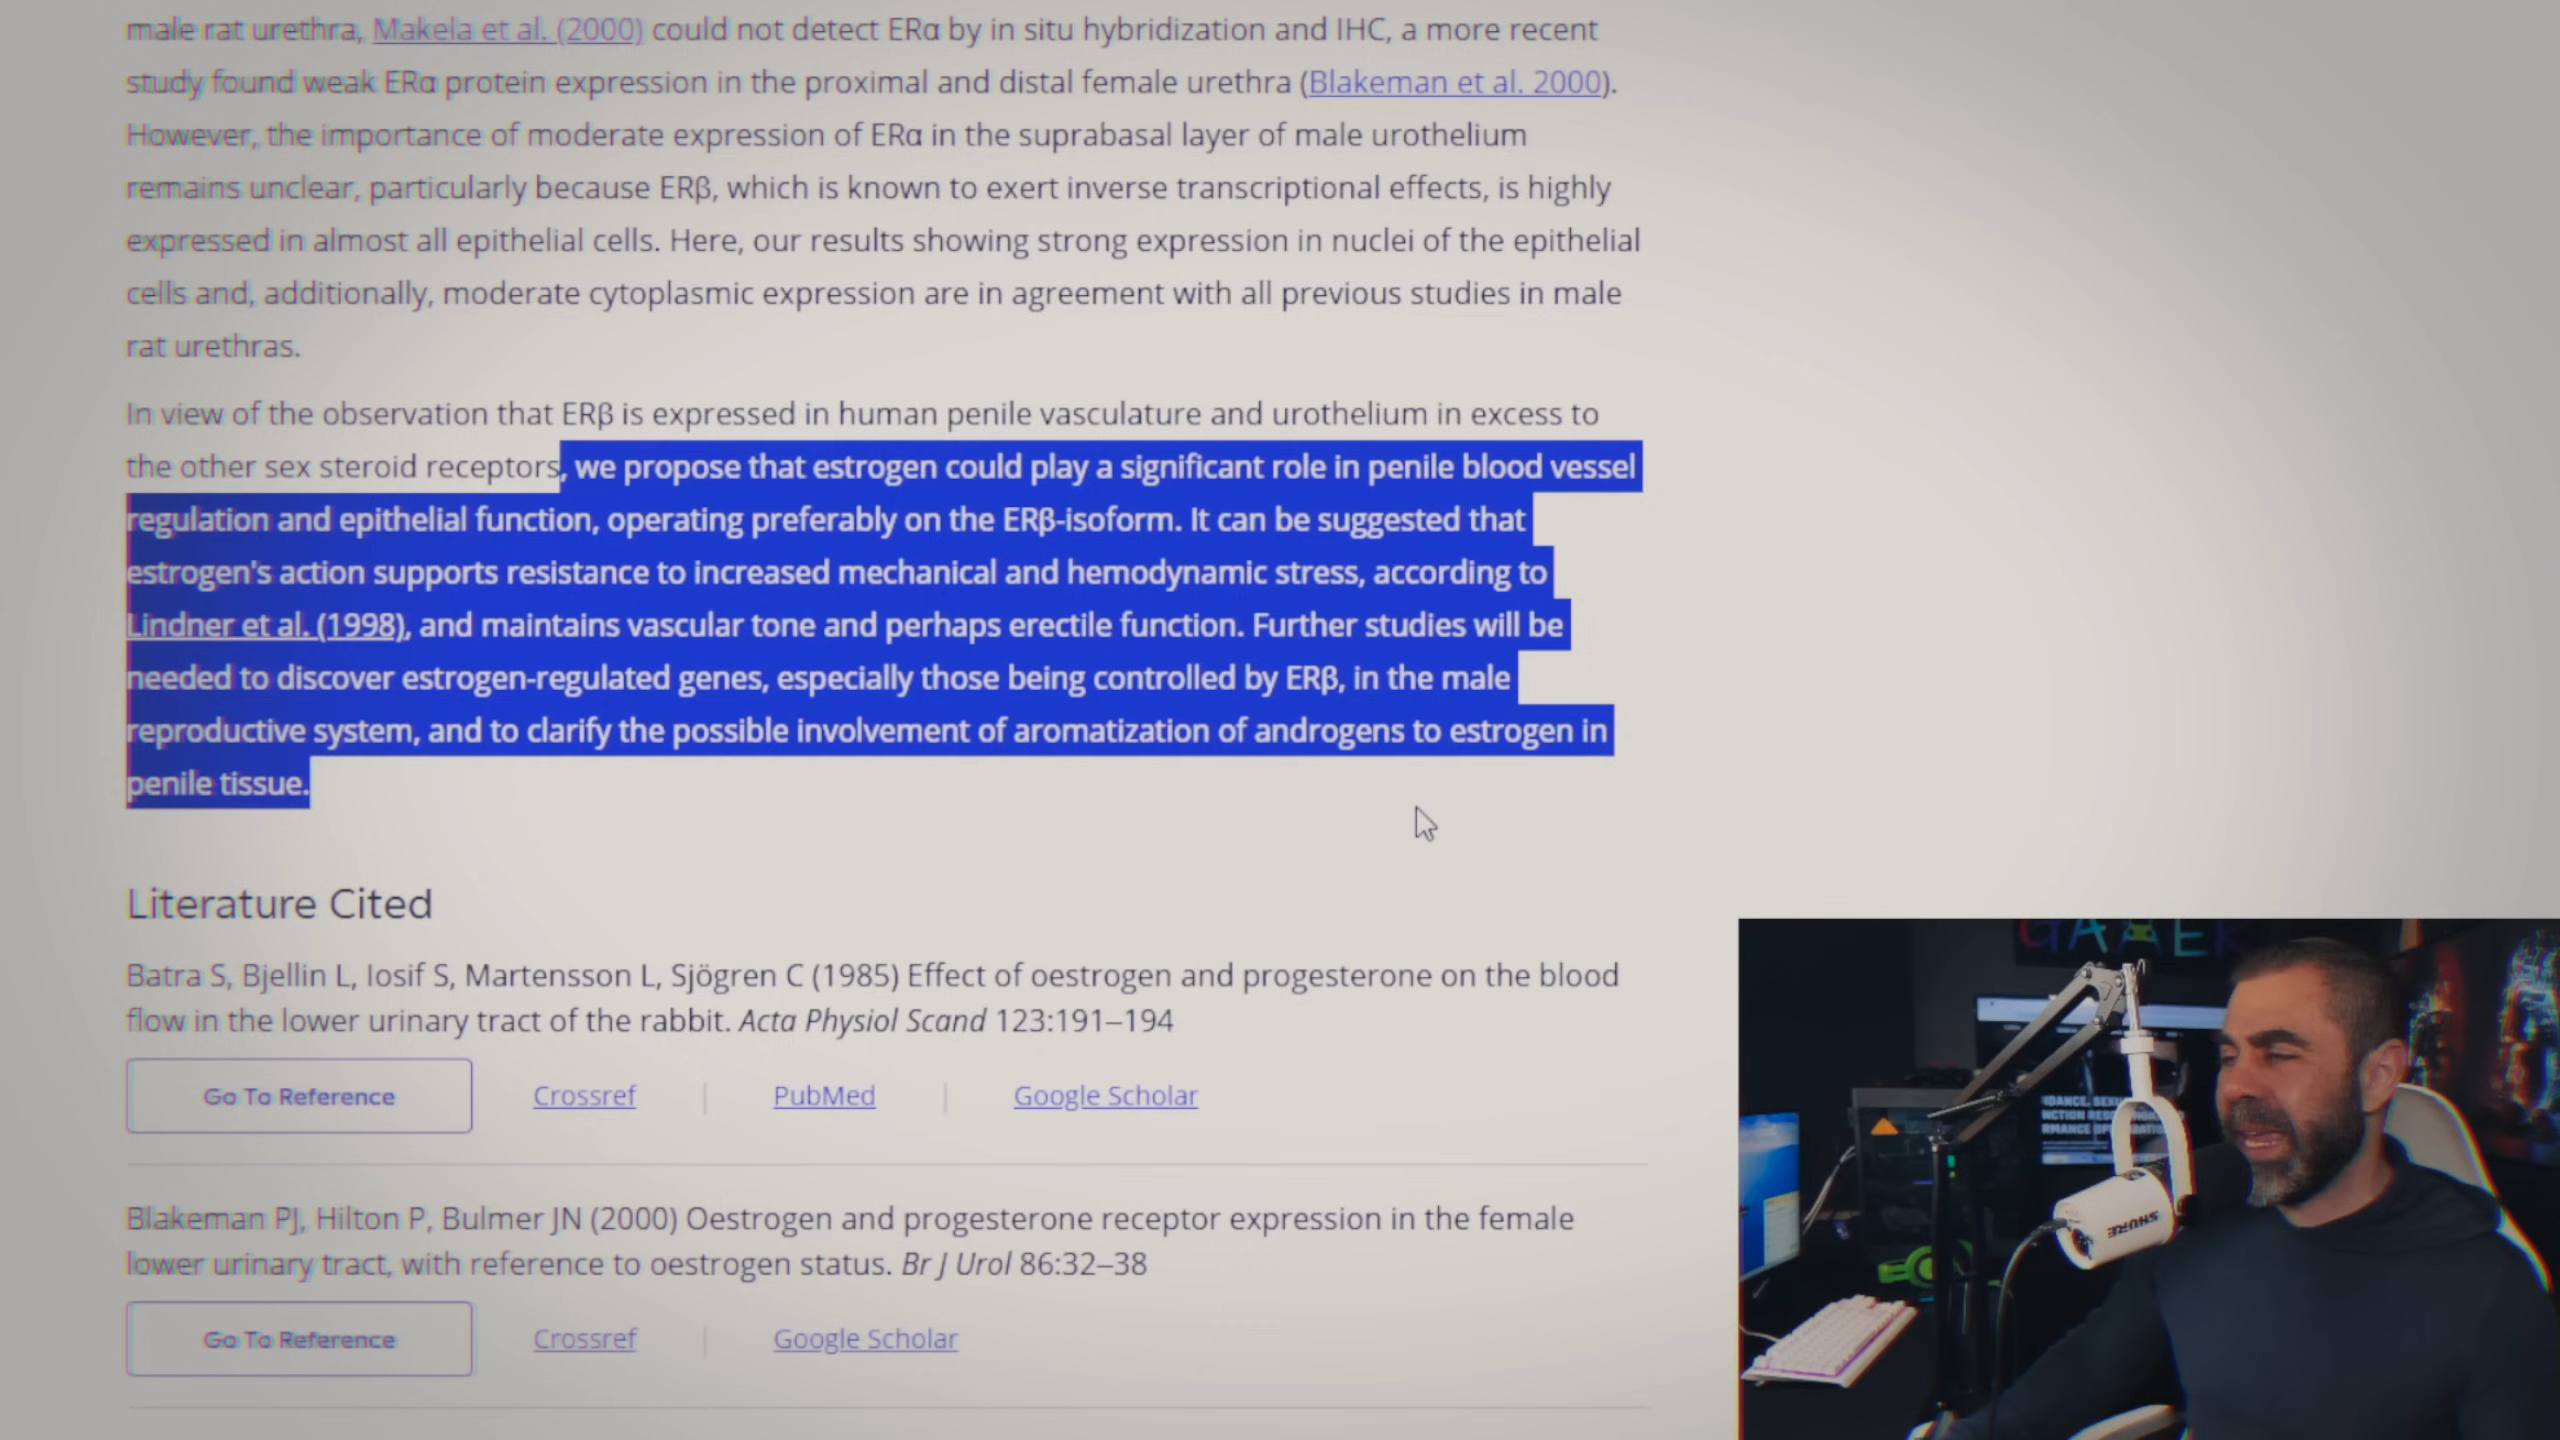 male rat urethra, Makela et al. (2000) could not detect ERα by in situ hybridization and IHC, a more recent
study found weak ERα protein expression in the proximal and distal female urethra (Blakeman et al. 2000).
However, the importance of moderate expression of ERα in the suprabasal layer of male urothelium
remains unclear, particularly because ERβ, which is known to exert inverse transcriptional effects, is highly
expressed in almost all epithelial cells. Here, our results showing strong expression in nuclei of the epithelial
cells and, additionally, moderate cytoplasmic expression are in agreement with all previous studies in male
rat urethras.
In view of the observation that ERβ is expressed in human penile vasculature and urothelium in excess to
the other sex steroid receptors, we propose that estrogen could play a significant role in penile blood vessel
regulation and epithelial function, operating preferably on the ERβ-isoform. It can be suggested that
estrogen's action supports resistance to increased mechanical and hemodynamic stress, according to
Lindner et al. (1998), and maintains vascular tone and perhaps erectile function. Further studies will be
needed to discover estrogen-regulated genes, especially those being controlled by ERβ, in the male
reproductive system, and to clarify the possible involvement of aromatization of androgens to estrogen in
penile tissue.
Literature Cited
Batra S, Bjellin L, Iosif S, Martensson L, Sjögren C (1985) Effect of oestrogen and progesterone on the blood
flow in the lower urinary tract of the rabbit. Acta Physiol Scand 123:191–194
Go To Reference Crossref | PubMed | Google Scholar
Blakeman PJ, Hilton P, Bulmer JN (2000) Oestrogen and progesterone receptor expression in the female
lower urinary tract, with reference to oestrogen status. Br J Urol 86:32–38
Go To Reference Crossref | Google Scholar
GAMER
SHURE